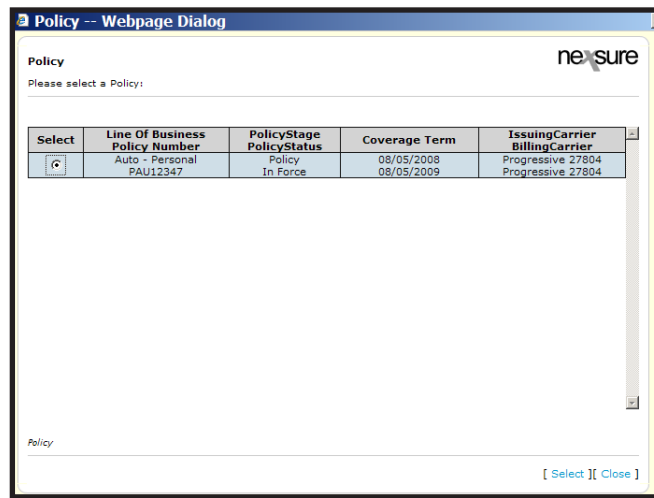 Policy -- Webpage Dialog
nexsure
Policy
Please select a Policy:
Select Line Of Business Policy Number PolicyStage PolicyStatus Coverage Term IssuingCarrier BillingCarrier
Auto - Personal Policy 08/05/2008 Progressive 27804
PAU12347 In Force 08/05/2009 Progressive 27804
Policy
[ Select ][ Close ]